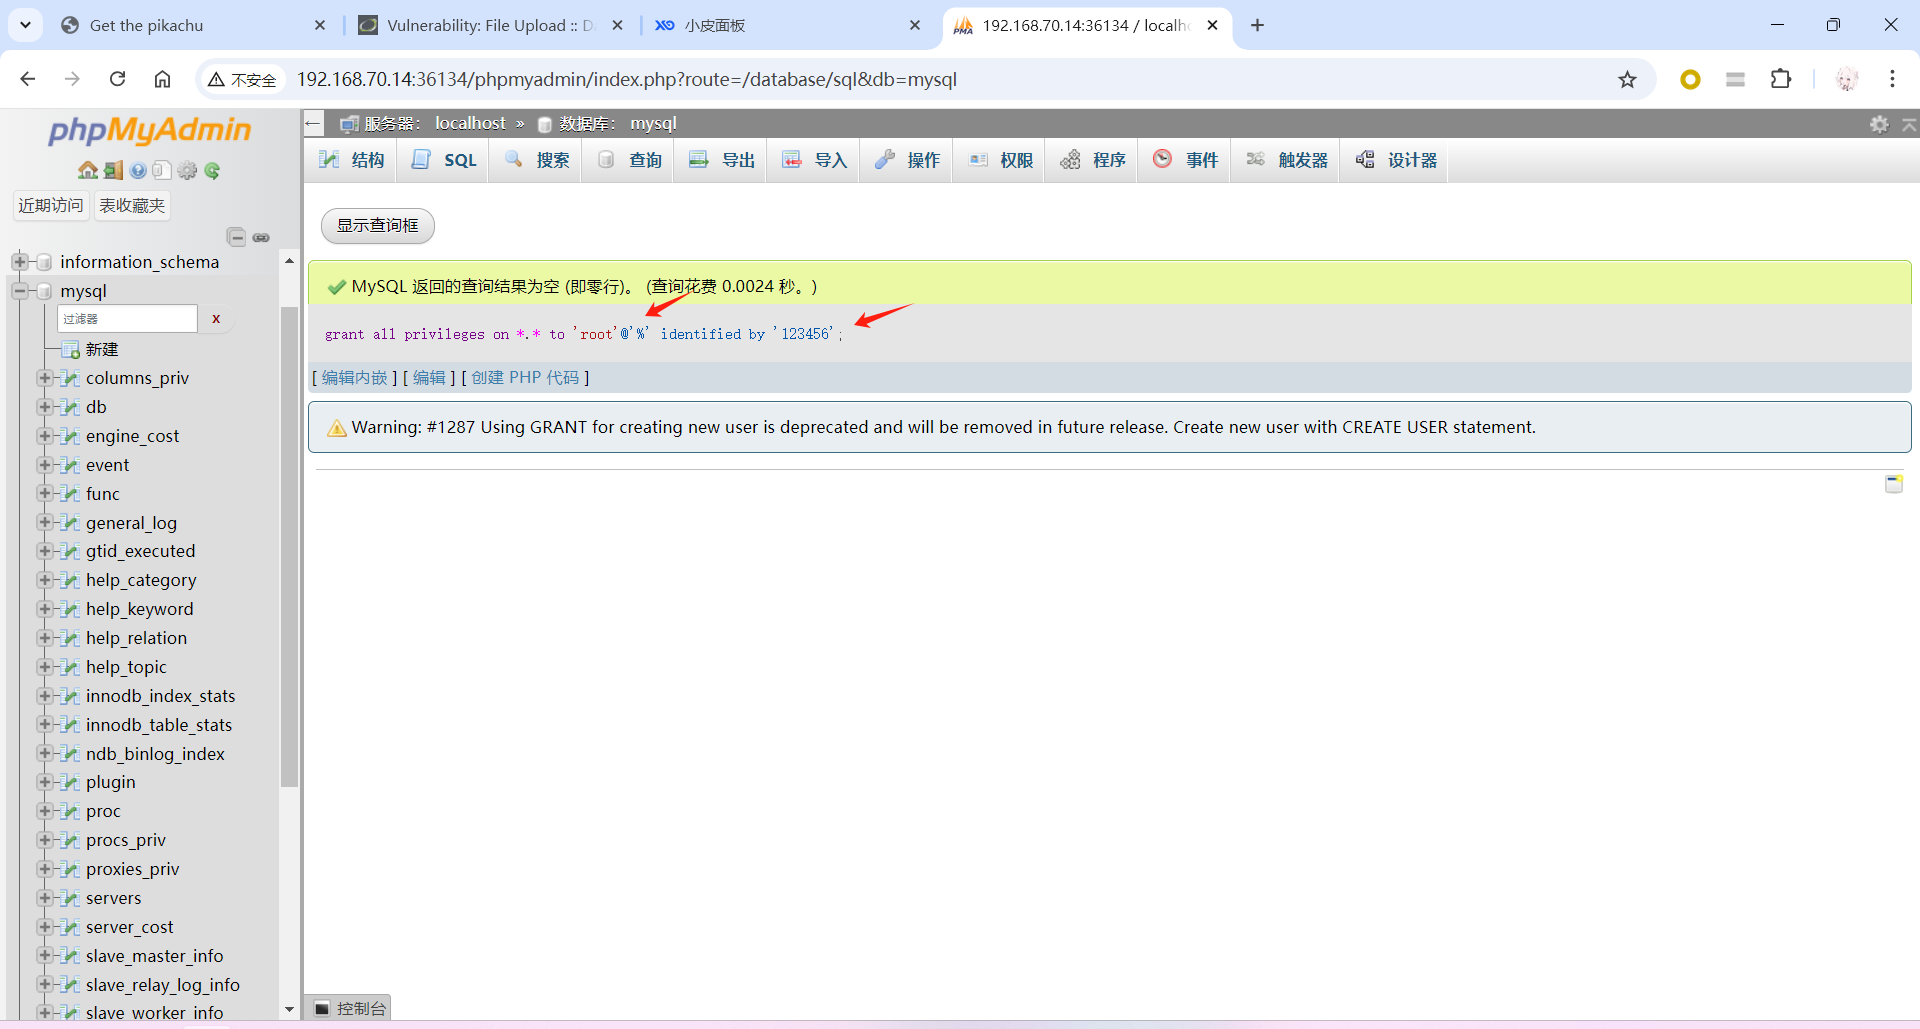 Get the pikachu
Vulnerability: File Upload :: D
小皮面板
192.168.70.14:36134 / localh
不安全
192.168.70.14:36134/phpmyadmin/index.php?route=/database/sql&db=mysql
phpMyAdmin
近期访问 表收藏夹
information_schema
mysql
过滤器 x
新建
columns_priv
db
engine_cost
event
func
general_log
gtid_executed
help_category
help_keyword
help_relation
help_topic
innodb_index_stats
innodb_table_stats
ndb_binlog_index
plugin
proc
procs_priv
proxies_priv
servers
server_cost
slave_master_info
slave_relay_log_info
slave_worker_info
服务器: localhost » 数据库: mysql
结构 SQL 搜索 查询 导出 导入 操作 权限 程序 事件 触发器 设计器
显示查询框
MySQL 返回的查询结果为空 (即零行)。 (查询花费 0.0024 秒。)
grant all privileges on *.* to 'root'@'%' identified by '123456';
[ 编辑内嵌 ] [ 编辑 ] [ 创建 PHP 代码 ]
Warning: #1287 Using GRANT for creating new user is deprecated and will be removed in future release. Create new user with CREATE USER statement.
控制台